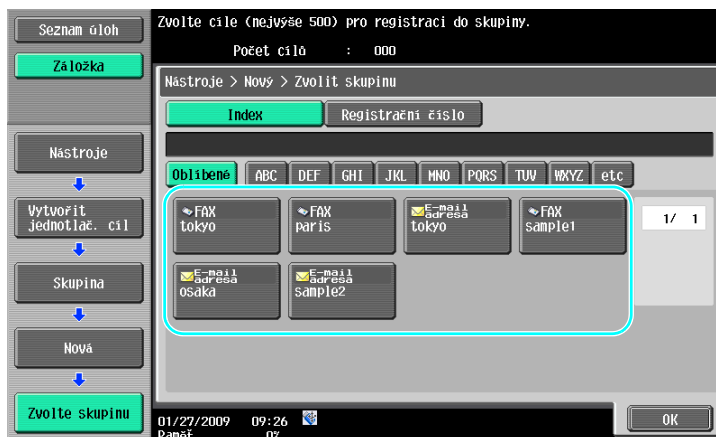 Seznam úloh
Záložka
Nástroje
Vytvořit
jednotlač. cíl
Skupina
Nová
Zvolte skupinu
Zvolte cíle (nejvýše 500) pro registraci do skupiny.
Počet cílů : 000
Nástroje > Nový > Zvolit skupinu
Index
Registrační číslo
Oblíbené ABC DEF GHI JKL MNO PQRS TUV WXYZ etc
FAX
tokyo
FAX
paris
E-mail
adresa
tokyo
FAX
sample1
1/ 1
E-mail
adresa
osaka
E-mail
adresa
sample2
01/27/2009 09:26
Paměť 0%
OK